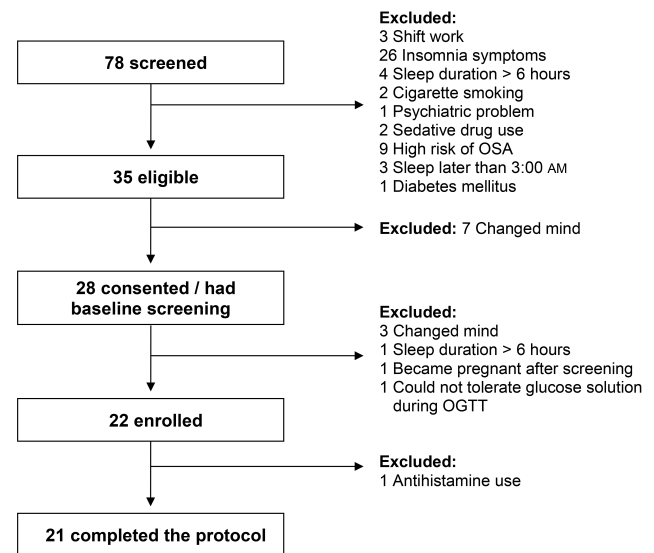 78 screened
Excluded:
3 Shift work
26 Insomnia symptoms
4 Sleep duration > 6 hours
2 Cigarette smoking
1 Psychiatric problem
2 Sedative drug use
9 High risk of OSA
3 Sleep later than 3:00 AM
1 Diabetes mellitus
35 eligible
Excluded: 7 Changed mind
28 consented / had
baseline screening
Excluded:
3 Changed mind
1 Sleep duration > 6 hours
1 Became pregnant after screening
1 Could not tolerate glucose solution
during OGTT
22 enrolled
Excluded:
1 Antihistamine use
21 completed the protocol